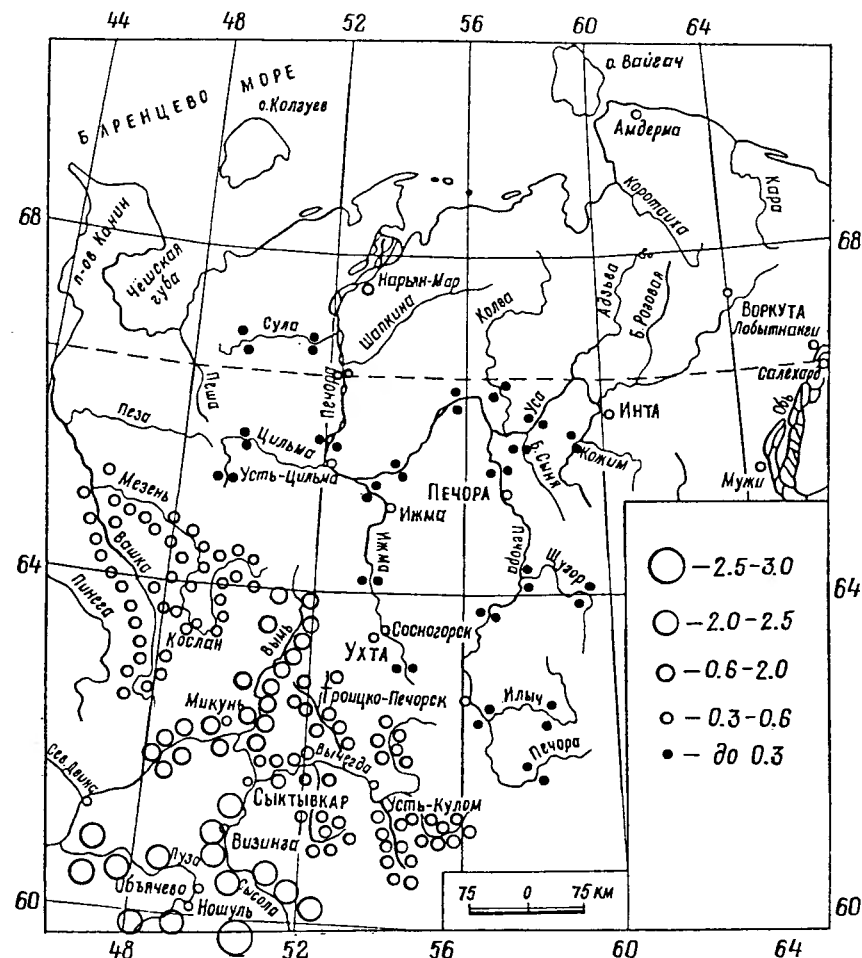 44 48 52 56 60 64
о. Вайгач
БАРЕНЦЕВО МОРЕ
о. Колгуев
Амдерма
Коротаиха
Кара
68
68
п-ов Канин
Чёшская губа
Нарьян-Мар
Шапкина
Колва
Адзьва
Б. Розовая
ВОРКУТА
Лобытнанги
Салехард
Сула
Пёша
Печора
Обь
Пеза
Цильма
Уса
ИНТА
Усть-Цильма
Б. Сыня
Кожим
Мужи
Мезень
ПЕЧОРА
Ижма
Вашка
Ижма
Печора
Щугор
64
64
Пинега
Кослан
Вымь
Сосногорск
УХТА
Микунь
Троицко-Печорск
Илыч
Сев. Двина
Вычегда
Печора
СЫКТЫВКАР
Усть-Кулом
Визинга
Луза
Объячево
Сысола
Ношуль
60
60
– 2.5-3.0
– 2.0 – 2.5
– 0.6-2.0
– 0.3-0.6
– до 0.3
75 0 75 КМ
48 52 56 60 64